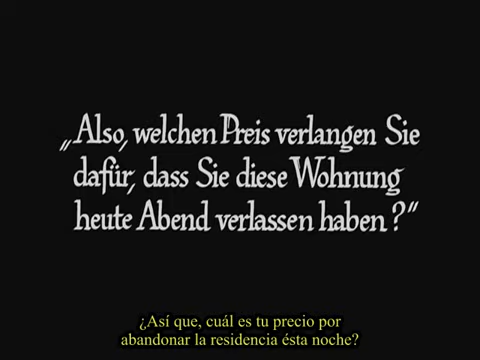 „Also, welchen Preis verlangen Sie
dafür, dass Sie diese Wohnung
heute Abend verlassen haben?“
¿Así que, cuál es tu precio por
abandonar la residencia ésta noche?